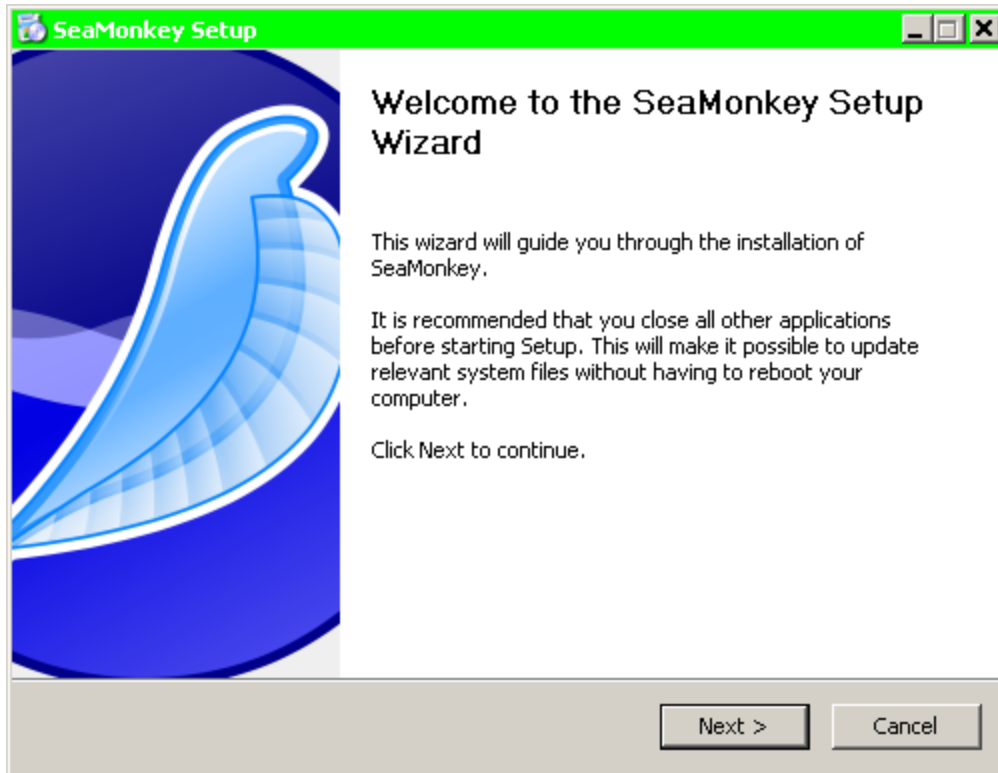 SeaMonkey Setup
Welcome to the SeaMonkey Setup
Wizard
This wizard will guide you through the installation of
SeaMonkey.
It is recommended that you close all other applications
before starting Setup. This will make it possible to update
relevant system files without having to reboot your
computer.
Click Next to continue.
Next >
Cancel